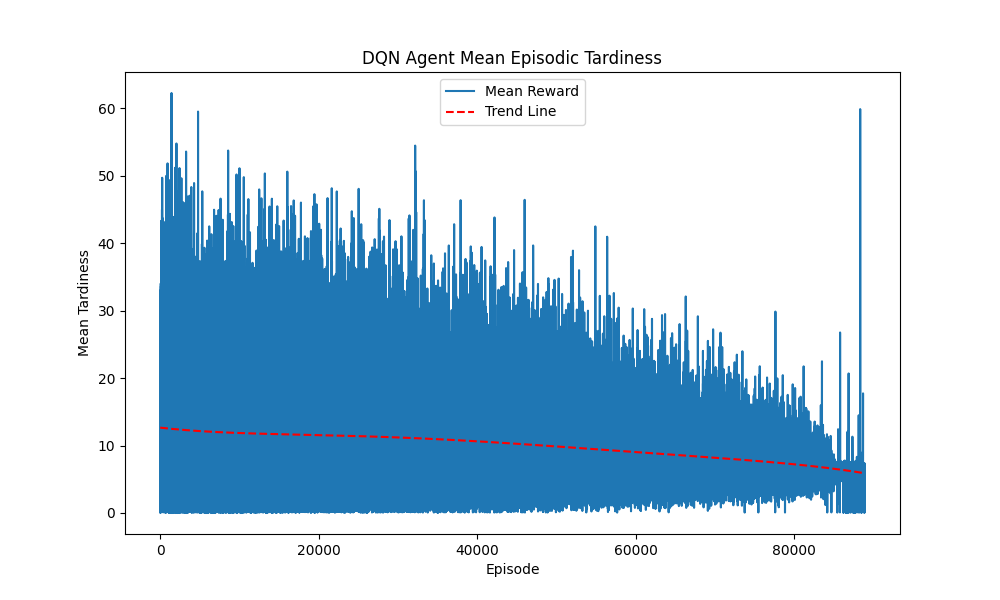 DQN Agent Mean Episodic Tardiness
Mean Reward
Trend Line
Mean Tardiness
60
50
40
30
20
10
0
0 20000 40000 60000 80000
Episode